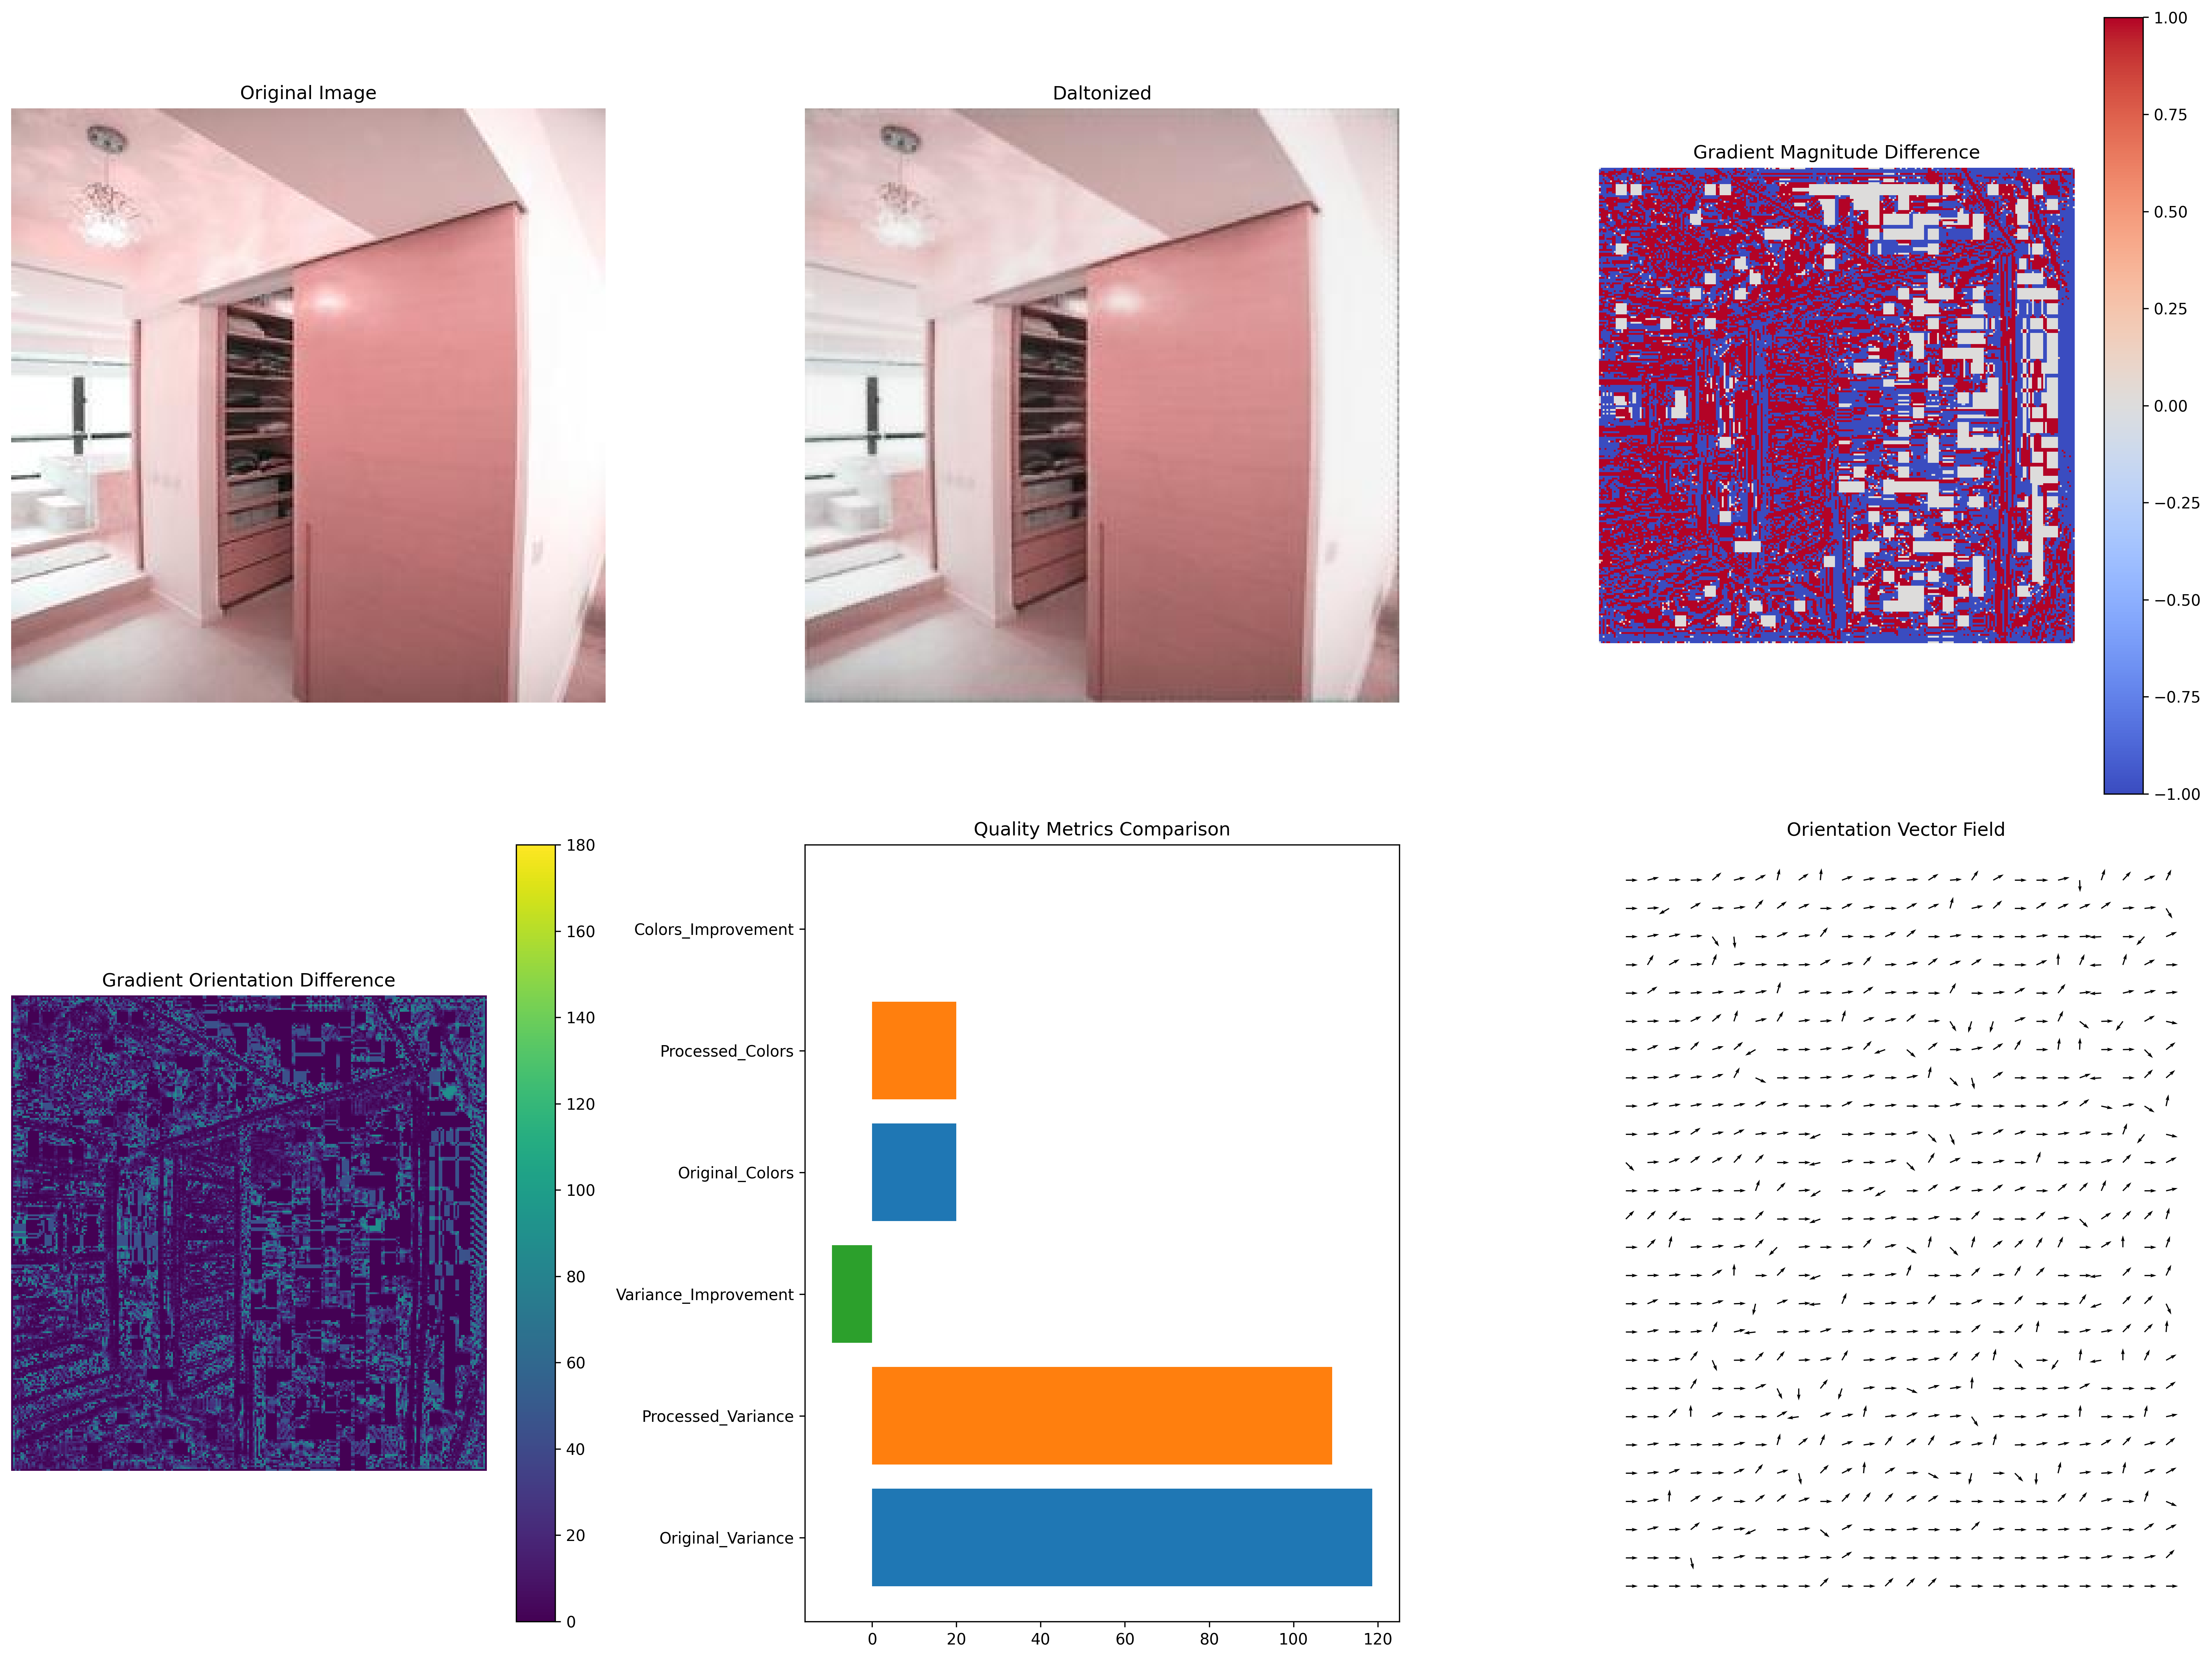 Original Image
Daltonized
Gradient Magnitude Difference
1.00
0.75
0.50
0.25
0.00
−0.25
−0.50
−0.75
−1.00
Gradient Orientation Difference
180
160
140
120
100
80
60
40
20
0
Quality Metrics Comparison
Colors_Improvement
Processed_Colors
Original_Colors
Variance_Improvement
Processed_Variance
Original_Variance
0 20 40 60 80 100 120
Orientation Vector Field